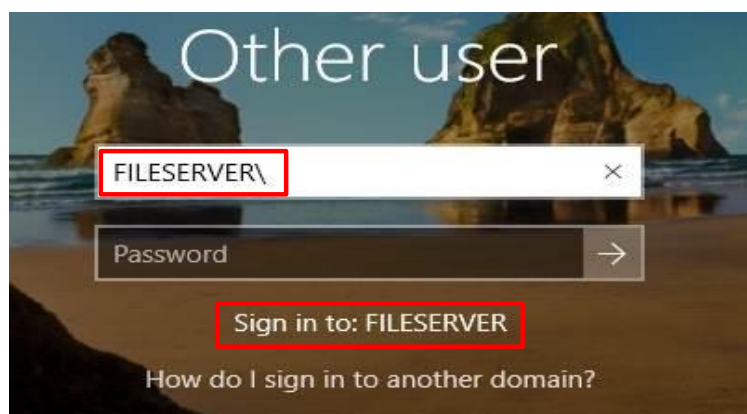 Other user
FILESERVER\
Password
Sign in to: FILESERVER
How do I sign in to another domain?